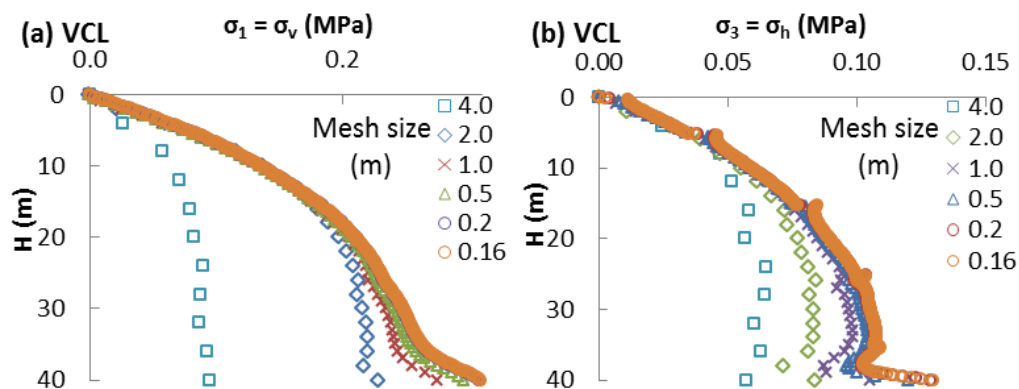 (a) VCL
σ₁ = σᵥ (MPa)
0.0 0.2
0
10
20
30
40
H (m)
Mesh size
(m)
4.0
2.0
1.0
0.5
0.2
0.16
(b) VCL
σ₃ = σₕ (MPa)
0.00 0.05 0.10 0.15
0
10
20
30
40
H (m)
Mesh size
(m)
4.0
2.0
1.0
0.5
0.2
0.16